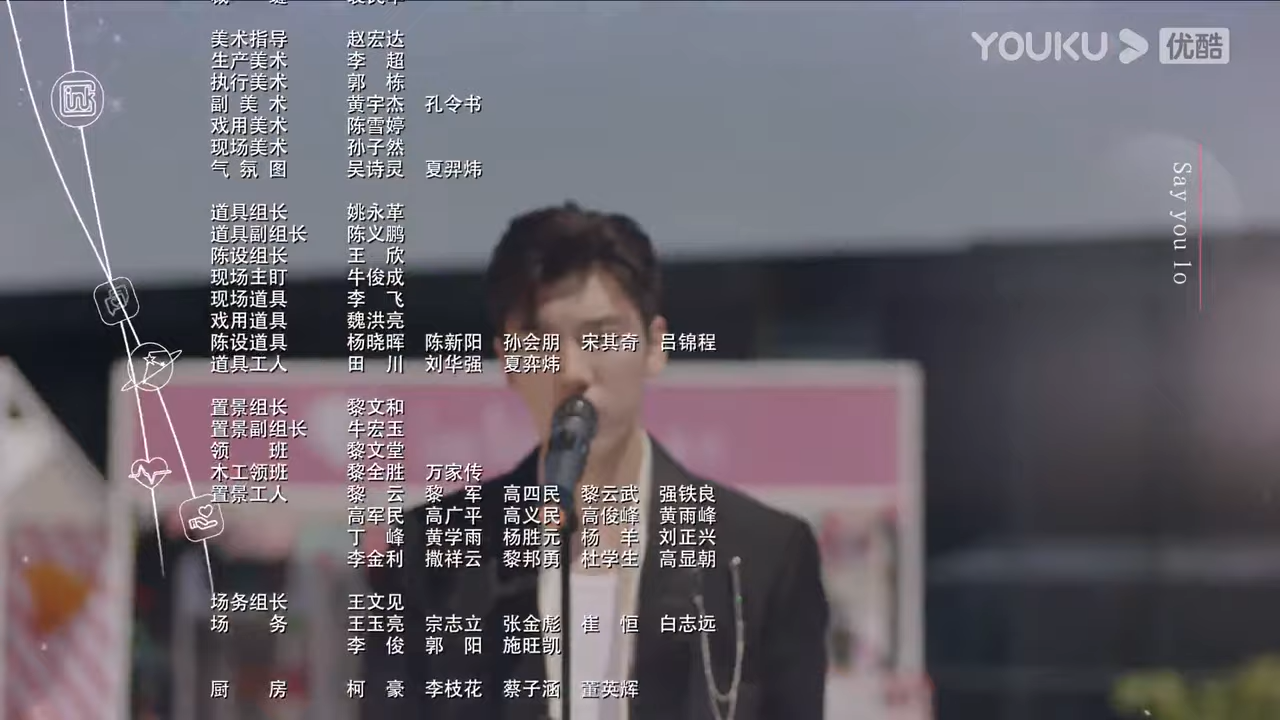 YOUKU 优酷
美术指导 赵宏达
生产美术 李 超
执行美术 郭 栋
副 美 术 黄宇杰 孔令书
戏用美术 陈雪婷
现场美术 孙子然
气 氛 图 吴诗灵 夏羿炜
Say you lo
道具组长 姚永革
道具副组长 陈义鹏
陈设组长 王 欣
现场主盯 牛俊成
现场道具 李 飞
戏用道具 魏洪亮
陈设道具 杨晓晖 陈新阳 孙会朋 宋其奇 吕锦程
道具工人 田 川 刘华强 夏弈炜
置景组长 黎文和
置景副组长 牛宏玉
领 班 黎文堂
木工领班 黎全胜 万家传
置景工人 黎 云 黎 军 高四民 黎云武 强铁良
高军民 高广平 高义民 高俊峰 黄雨峰
丁 峰 黄学雨 杨胜元 杨 羊 刘正兴
李金利 撒祥云 黎邦勇 杜学生 高显朝
场务组长 王文见
场 务 王玉亮 宗志立 张金彪 崔 恒 白志远
李 俊 郭 阳 施旺凯
厨 房 柯 豪 李枝花 蔡子涵 董英辉